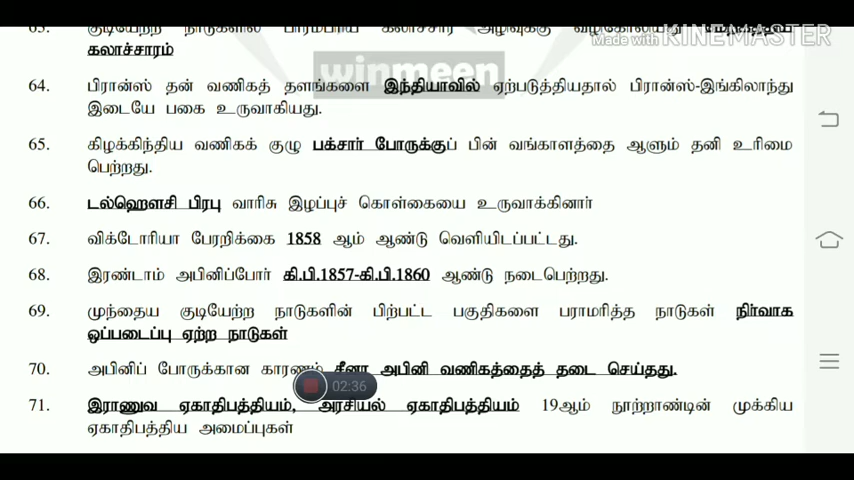 Made with KINEMASTER
கலாச்சாரம்
winmeen
64. பிரான்ஸ் தன் வணிகத் தளங்களை இந்தியாவில் ஏற்படுத்தியதால் பிரான்ஸ்-இங்கிலாந்து
இடையே பகை உருவாகியது.
65. கிழக்கிந்திய வணிகக் குழு பக்சார் போருக்குப் பின் வங்காளத்தை ஆளும் தனி உரிமை
பெற்றது.
66. டல்ஹௌசி பிரபு வாரிசு இழப்புச் கொள்கையை உருவாக்கினார்
67. விக்டோரியா பேரறிக்கை 1858 ஆம் ஆண்டு வெளியிடப்பட்டது.
68. இரண்டாம் அபினிப்போர் கி.பி.1857-கி.பி.1860 ஆண்டு நடைபெற்றது.
69. முந்தைய குடியேற்ற நாடுகளின் பிற்பட்ட பகுதிகளை பராமரித்த நாடுகள் நிர்வாக
ஒப்படைப்பு ஏற்ற நாடுகள்
70. அபினிப் போருக்கான காரணம் சீனா அபினி வணிகத்தைத் தடை செய்தது.
02:36
71. இராணுவ ஏகாதிபத்தியம், அரசியல் ஏகாதிபத்தியம் 19ஆம் நூற்றாண்டின் முக்கிய
ஏகாதிபத்திய அமைப்புகள்